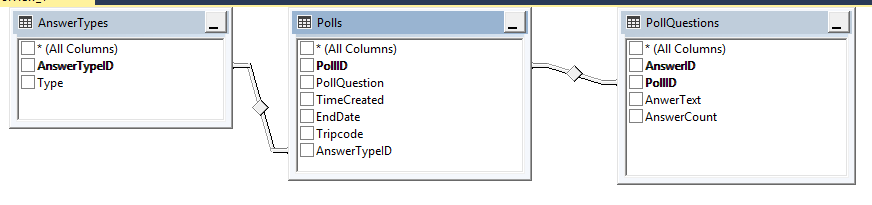 AnswerTypes
* (All Columns)
AnswerTypeID
Type
Polls
* (All Columns)
PollID
PollQuestion
TimeCreated
EndDate
Tripcode
AnswerTypeID
PollQuestions
* (All Columns)
AnswerID
PollID
AnwerText
AnswerCount